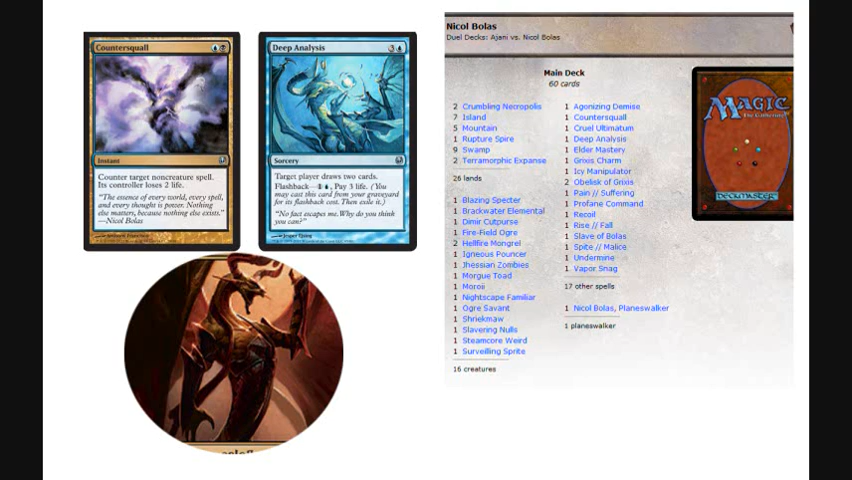 Countersquall
Instant
Counter target noncreature spell.
Its controller loses 2 life.
"The essence of every world, every spell,
and every thought is power. Nothing
else matters, because nothing else exists."
—Nicol Bolas
Deep Analysis
3
Sorcery
Target player draws two cards.
Flashback—1, Pay 3 life. (You
may cast this card from your graveyard
for its flashback cost. Then exile it.)
"No fact escapes me. Why do you think
you can?"
Nicol Bolas
Duel Decks: Ajani vs. Nicol Bolas
Main Deck
60 cards
2 Crumbling Necropolis
7 Island
5 Mountain
1 Rupture Spire
9 Swamp
2 Terramorphic Expanse
26 lands
1 Blazing Specter
1 Brackwater Elemental
1 Dimir Cutpurse
1 Fire-Field Ogre
2 Hellfire Mongrel
1 Igneous Pouncer
1 Jhessian Zombies
1 Morgue Toad
1 Moroii
1 Nightscape Familiar
1 Ogre Savant
1 Shriekmaw
1 Slavering Nulls
1 Steamcore Weird
1 Surveilling Sprite
16 creatures
1 Agonizing Demise
1 Countersquall
1 Cruel Ultimatum
1 Deep Analysis
1 Elder Mastery
1 Grixis Charm
1 Icy Manipulator
2 Obelisk of Grixis
1 Pain // Suffering
1 Profane Command
1 Recoil
1 Rise // Fall
1 Slave of Bolas
1 Spite // Malice
1 Undermine
1 Vapor Snag
17 other spells
1 Nicol Bolas, Planeswalker
1 planeswalker
MAGIC
The Gathering
DECKMASTER